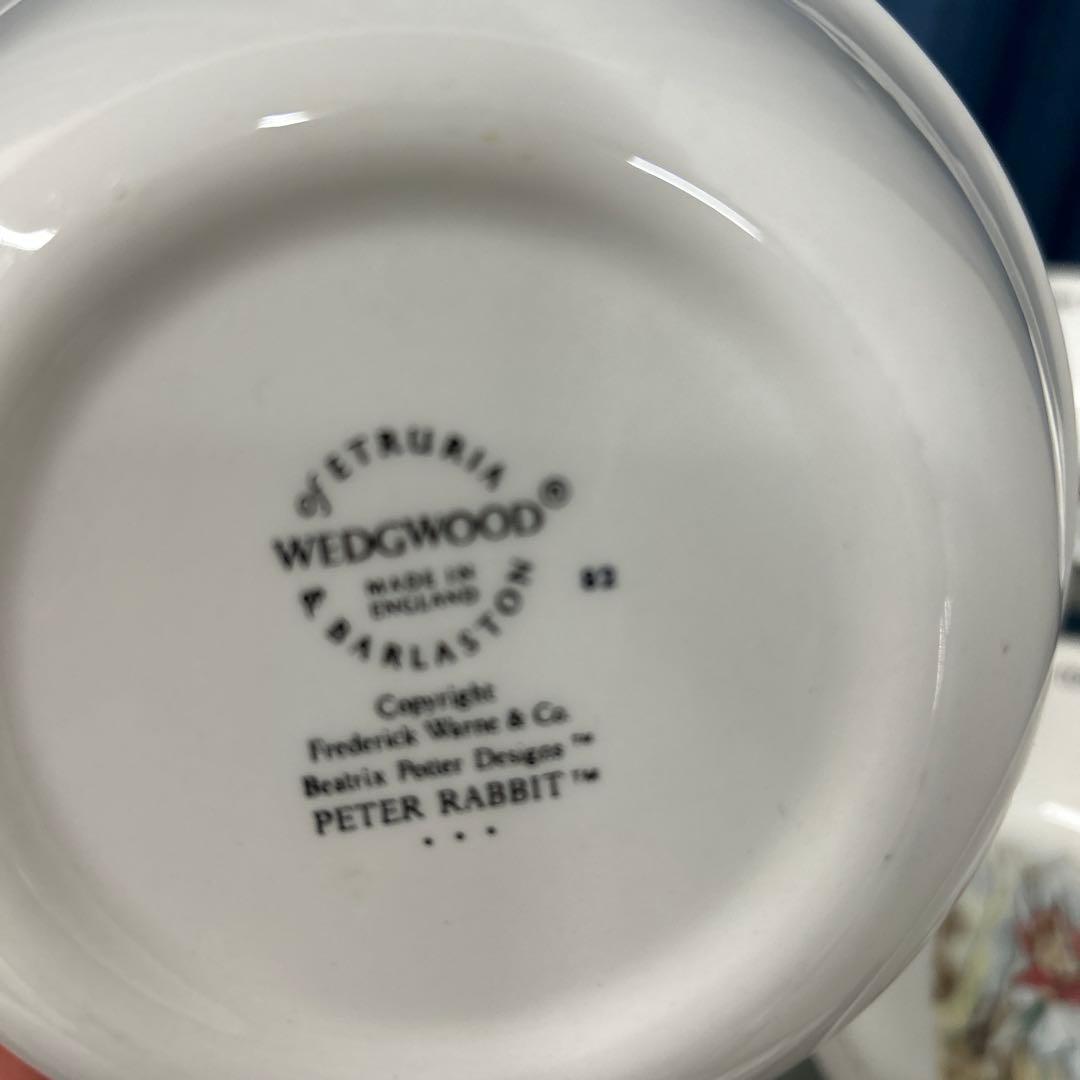 of ETRURIA
WEDGWOOD®
MADE IN
ENGLAND
& BARLASTON
82
Copyright
Frederick Warne & Co.
Beatrix Potter Designs™
PETER RABBIT™